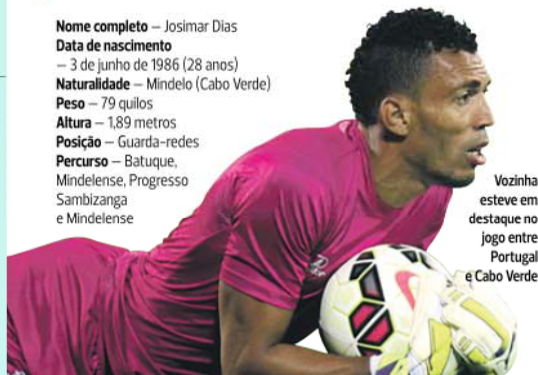 Nome completo – Josimar Dias
Data de nascimento
– 3 de junho de 1986 (28 anos)
Naturalidade – Mindelo (Cabo Verde)
Peso – 79 quilos
Altura – 1,89 metros
Posição – Guarda-redes
Percurso – Batuque,
Mindelense, Progresso
Sambizanga
e Mindelense
Vozinha
esteve em
destaque no
jogo entre
Portugal
e Cabo Verde